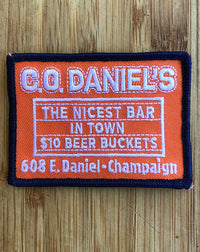 C.O. DANIEL'S
THE NICEST BAR
IN TOWN
$10 BEER BUCKETS
608 E. Daniel - Champaign